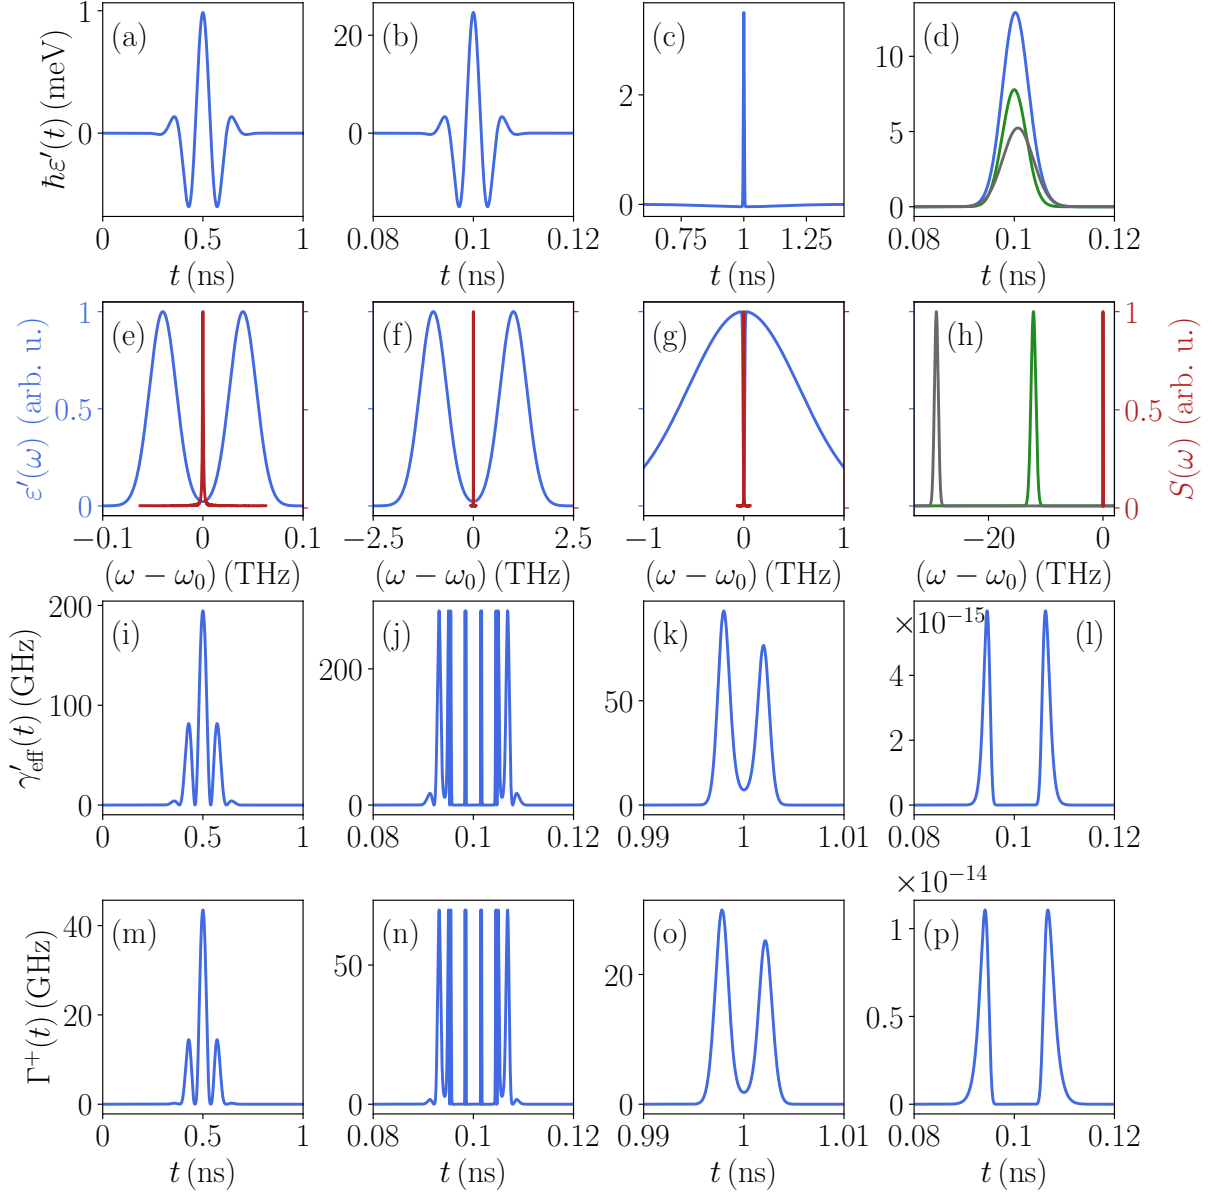 ħε′(t) (meV)
1
0
(a)
0 0.5 1
t (ns)
20
0
(b)
0.08 0.1 0.12
t (ns)
2
0
(c)
0.75 1 1.25
t (ns)
10
5
0
(d)
0.08 0.1 0.12
t (ns)
ε′(ω) (arb. u.)
1
0.5
0
(e)
−0.1 0 0.1
(ω − ω₀) (THz)
(f)
−2.5 0 2.5
(ω − ω₀) (THz)
(g)
−1 0 1
(ω − ω₀) (THz)
(h)
−20 0
(ω − ω₀) (THz)
1
0.5
0
S(ω) (arb. u.)
γ′eff(t) (GHz)
200
100
0
(i)
0 0.5 1
200
0
(j)
0.08 0.1 0.12
50
0
(k)
0.99 1 1.01
×10⁻¹⁵
4
2
0
(l)
0.08 0.1 0.12
Γ⁺(t) (GHz)
40
20
0
(m)
0 0.5 1
t (ns)
50
0
(n)
0.08 0.1 0.12
t (ns)
20
0
(o)
0.99 1 1.01
t (ns)
×10⁻¹⁴
1
0.5
0
(p)
0.08 0.1 0.12
t (ns)